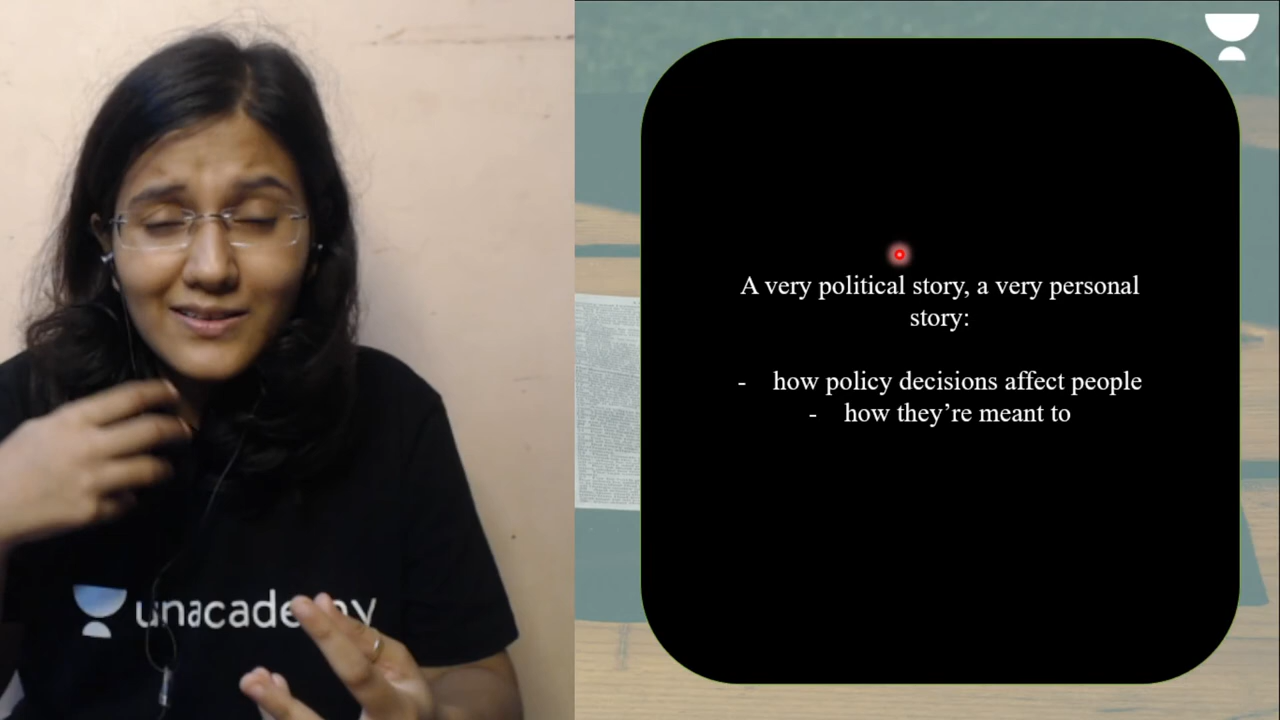 A very political story, a very personal
story:
- how policy decisions affect people
- how they’re meant to
unacademy